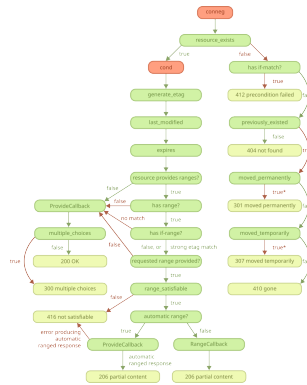 conneg
resource_exists
true
false
cond
has if-match?
true
generate_etag
412 precondition failed
last_modified
previously_existed
false
expires
404 not found
resource provides ranges?
moved_permanently
false
true
true*
ProvideCallback
false
has range?
301 moved permanently
no match
true
multiple_choices
has if-range?
moved_temporarily
false
false
false, or
strong etag match
true*
true
200 OK
requested range provided?
307 moved temporarily
true
300 multiple choices
range_satisfiable
410 gone
false
true
416 not satisfiable
automatic range?
error producing
automatic
ranged response
true
false
ProvideCallback
RangeCallback
automatic
ranged response
206 partial content
206 partial content